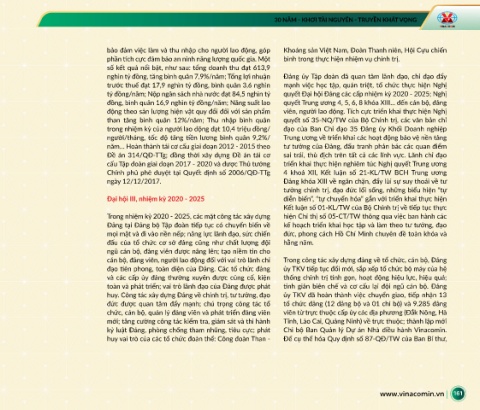 30 NĂM - KHƠI TÀI NGUYÊN - TRUYỀN KHÁT VỌNG
bảo đảm việc làm và thu nhập cho người lao động, góp
phần tích cực đảm bảo an ninh năng lượng quốc gia. Một
số kết quả nổi bật, như sau: tổng doanh thu đạt 613,9
nghìn tỷ đồng, tăng bình quân 7,9%/năm; Tổng lợi nhuận
trước thuế đạt 17,9 nghìn tỷ đồng, bình quân 3,6 nghìn
tỷ đồng/năm; Nộp ngân sách nhà nước đạt 84,5 nghìn tỷ
đồng, bình quân 16,9 nghìn tỷ đồng/năm; Năng suất lao
động theo sản lượng hiện vật quy đổi đối với sản phẩm
than tăng bình quân 12%/năm; Thu nhập bình quân
trong nhiệm kỳ của người lao động đạt 10,4 triệu đồng/
người/tháng, tốc độ tăng tiền lương bình quân 9,2%/
năm... Hoàn thành tái cơ cấu giai đoạn 2012 - 2015 theo
Đề án 314/QĐ-TTg; đồng thời xây dựng Đề án tái cơ
cấu Tập đoàn giai đoạn 2017 - 2020 và được Thủ tướng
Chính phủ phê duyệt tại Quyết định số 2006/QĐ-TTg
ngày 12/12/2017.
Đại hội III, nhiệm kỳ 2020 - 2025
Trong nhiệm kỳ 2020 - 2025, các mặt công tác xây dựng
Đảng tại Đảng bộ Tập đoàn tiếp tục có chuyển biến về
mọi mặt và đi vào nền nếp; năng lực lãnh đạo, sức chiến
đấu của tổ chức cơ sở đảng cũng như chất lượng đội
ngũ cán bộ, đảng viên được nâng lên; tạo niềm tin cho
cán bộ, đảng viên, người lao động đối với vai trò lãnh chỉ
đạo tiên phong, toàn diện của Đảng. Các tổ chức đảng
và các cấp ủy đảng thường xuyên được củng cố, kiện
toàn và phát triển; vai trò lãnh đạo của Đảng được phát
huy. Công tác xây dựng Đảng về chính trị, tư tưởng, đạo
đức được quan tâm đẩy mạnh; chú trọng công tác tổ
chức, cán bộ, quản lý đảng viên và phát triển đảng viên
mới; tăng cường công tác kiểm tra, giám sát và thi hành
kỷ luật Đảng, phòng chống tham nhũng, tiêu cực; phát
huy vai trò của các tổ chức đoàn thể: Công đoàn Than -
Khoáng sản Việt Nam, Đoàn Thanh niên, Hội Cựu chiến
binh trong thực hiện nhiệm vụ chính trị.
Đảng ủy Tập đoàn đã quan tâm lãnh đạo, chỉ đạo đẩy
mạnh việc học tập, quán triệt, tổ chức thực hiện Nghị
quyết Đại hội Đảng các cấp nhiệm kỳ 2020 - 2025; Nghị
quyết Trung ương 4, 5, 6, 8 khóa XIII... đến cán bộ, đảng
viên, người lao động. Tích cực triển khai thực hiện Nghị
quyết số 35-NQ/TW của Bộ Chính trị, các văn bản chỉ
đạo của Ban Chỉ đạo 35 Đảng ủy Khối Doanh nghiệp
Trung ương về triển khai các hoạt động bảo vệ nền tảng
tư tưởng của Đảng, đấu tranh phản bác các quan điểm
sai trái, thù địch trên tất cả các lĩnh vực. Lãnh chỉ đạo
triển khai thực hiện nghiêm túc Nghị quyết Trung ương
4 khoá XII, Kết luận số 21-KL/TW BCH Trung ương
Đảng khóa XIII về ngăn chặn, đẩy lùi sự suy thoái về tư
tưởng chính trị, đạo đức lối sống, những biểu hiện "tự
diễn biến", "tự chuyển hóa" gắn với triển khai thực hiện
Kết luận số 01-KL/TW của Bộ Chính trị về tiếp tục thực
hiện Chỉ thị số 05-CT/TW thông qua việc ban hành các
kế hoạch triển khai học tập và làm theo tư tưởng, đạo
đức, phong cách Hồ Chí Minh chuyên đề toàn khóa và
hằng năm.
Trong công tác xây dựng đảng về tổ chức, cán bộ, Đảng
ủy TKV tiếp tục đổi mới, sắp xếp tổ chức bộ máy của hệ
thống chính trị tinh gọn, hoạt động hiệu lực, hiệu quả;
tinh giản biên chế và cơ cấu lại đội ngũ cán bộ. Đảng
ủy TKV đã hoàn thành việc chuyển giao, tiếp nhận 13
tổ chức đảng (12 đảng bộ và 01 chi bộ) và 9.285 đảng
viên từ trực thuộc cấp ủy các địa phương (Đắk Nông, Hà
Tĩnh, Lào Cai, Quảng Ninh) về trực thuộc; thành lập mới
Chi bộ Ban Quản lý Dự án Nhà điều hành Vinacomin.
Để cụ thể hóa Quy định số 87-QĐ/TW của Ban Bí thư,
www.vinacomin.vn | 161